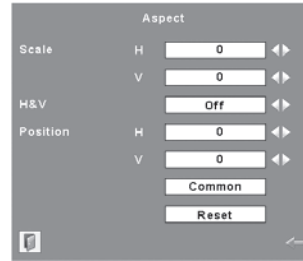 Aspect
Scale H 0
V 0
H&V Off
Position H 0
V 0
Common
Reset